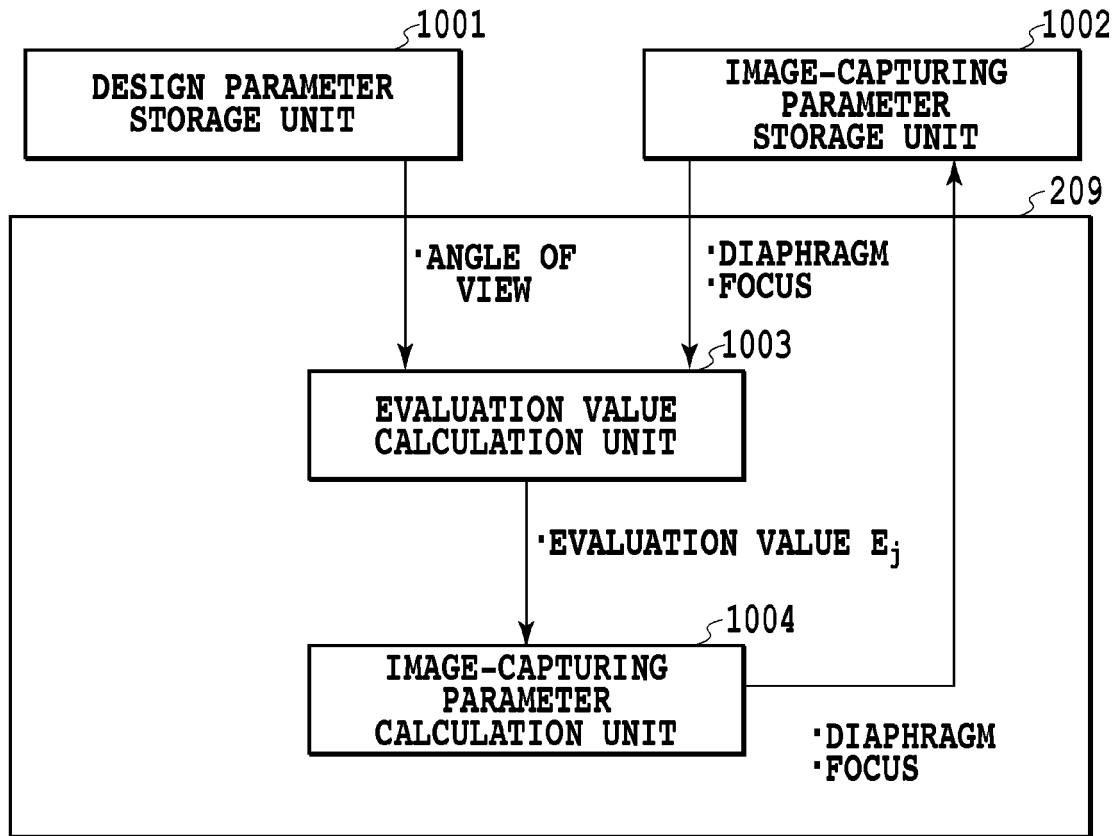 1001
DESIGN PARAMETER
STORAGE UNIT
1002
IMAGE-CAPTURING
PARAMETER
STORAGE UNIT
209
·ANGLE OF
VIEW
·DIAPHRAGM
·FOCUS
1003
EVALUATION VALUE
CALCULATION UNIT
·EVALUATION VALUE Ej
1004
IMAGE-CAPTURING
PARAMETER
CALCULATION UNIT
·DIAPHRAGM
·FOCUS